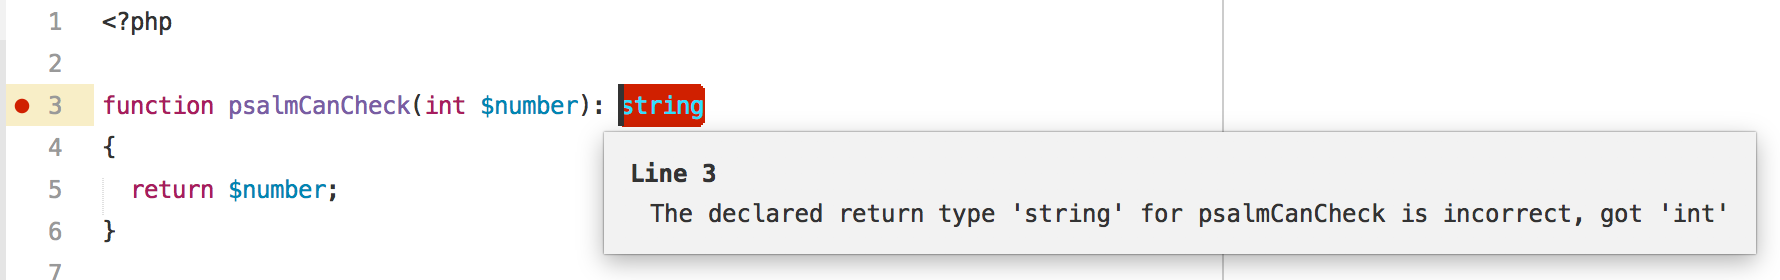 1 <?php
2
3 function psalmCanCheck(int $number): string
4 {
5 return $number;
6 }
7
Line 3
The declared return type 'string' for psalmCanCheck is incorrect, got 'int'